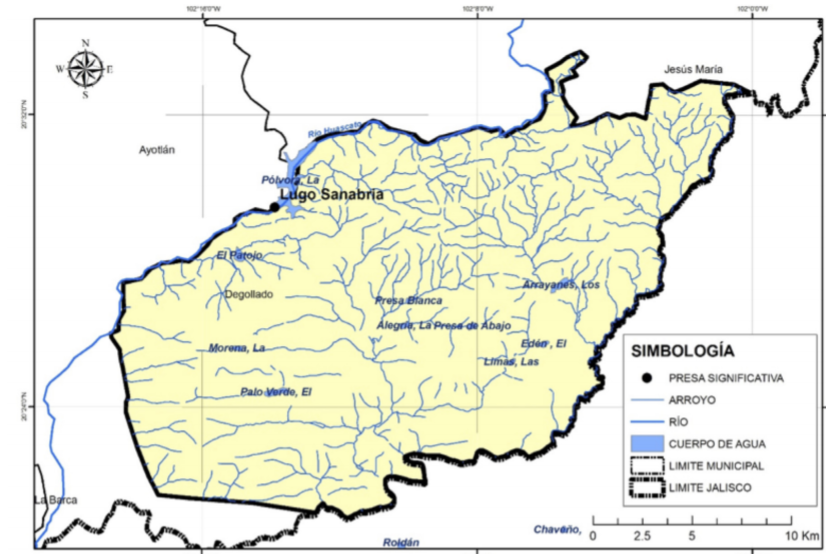 102°16'0"W
102°8'0"W
102°0'0"W
N
W
E
S
Jesús María
20°32'0"N
Río Huascato
Ayotlán
Pólvora, La
Lugo Sanabria
El Patojo
Arrayanes, Los
Degollado
Presa Blanca
Alegría, La Presa de Abajo
Morena, La
Edén, El
Limas, Las
Palo Verde, El
20°24'0"N
La Barca
Roldán
Chaveño,
SIMBOLOGÍA
PRESA SIGNIFICATIVA
ARROYO
RÍO
CUERPO DE AGUA
LIMITE MUNICIPAL
LIMITE JALISCO
0 2.5 5 10 Km